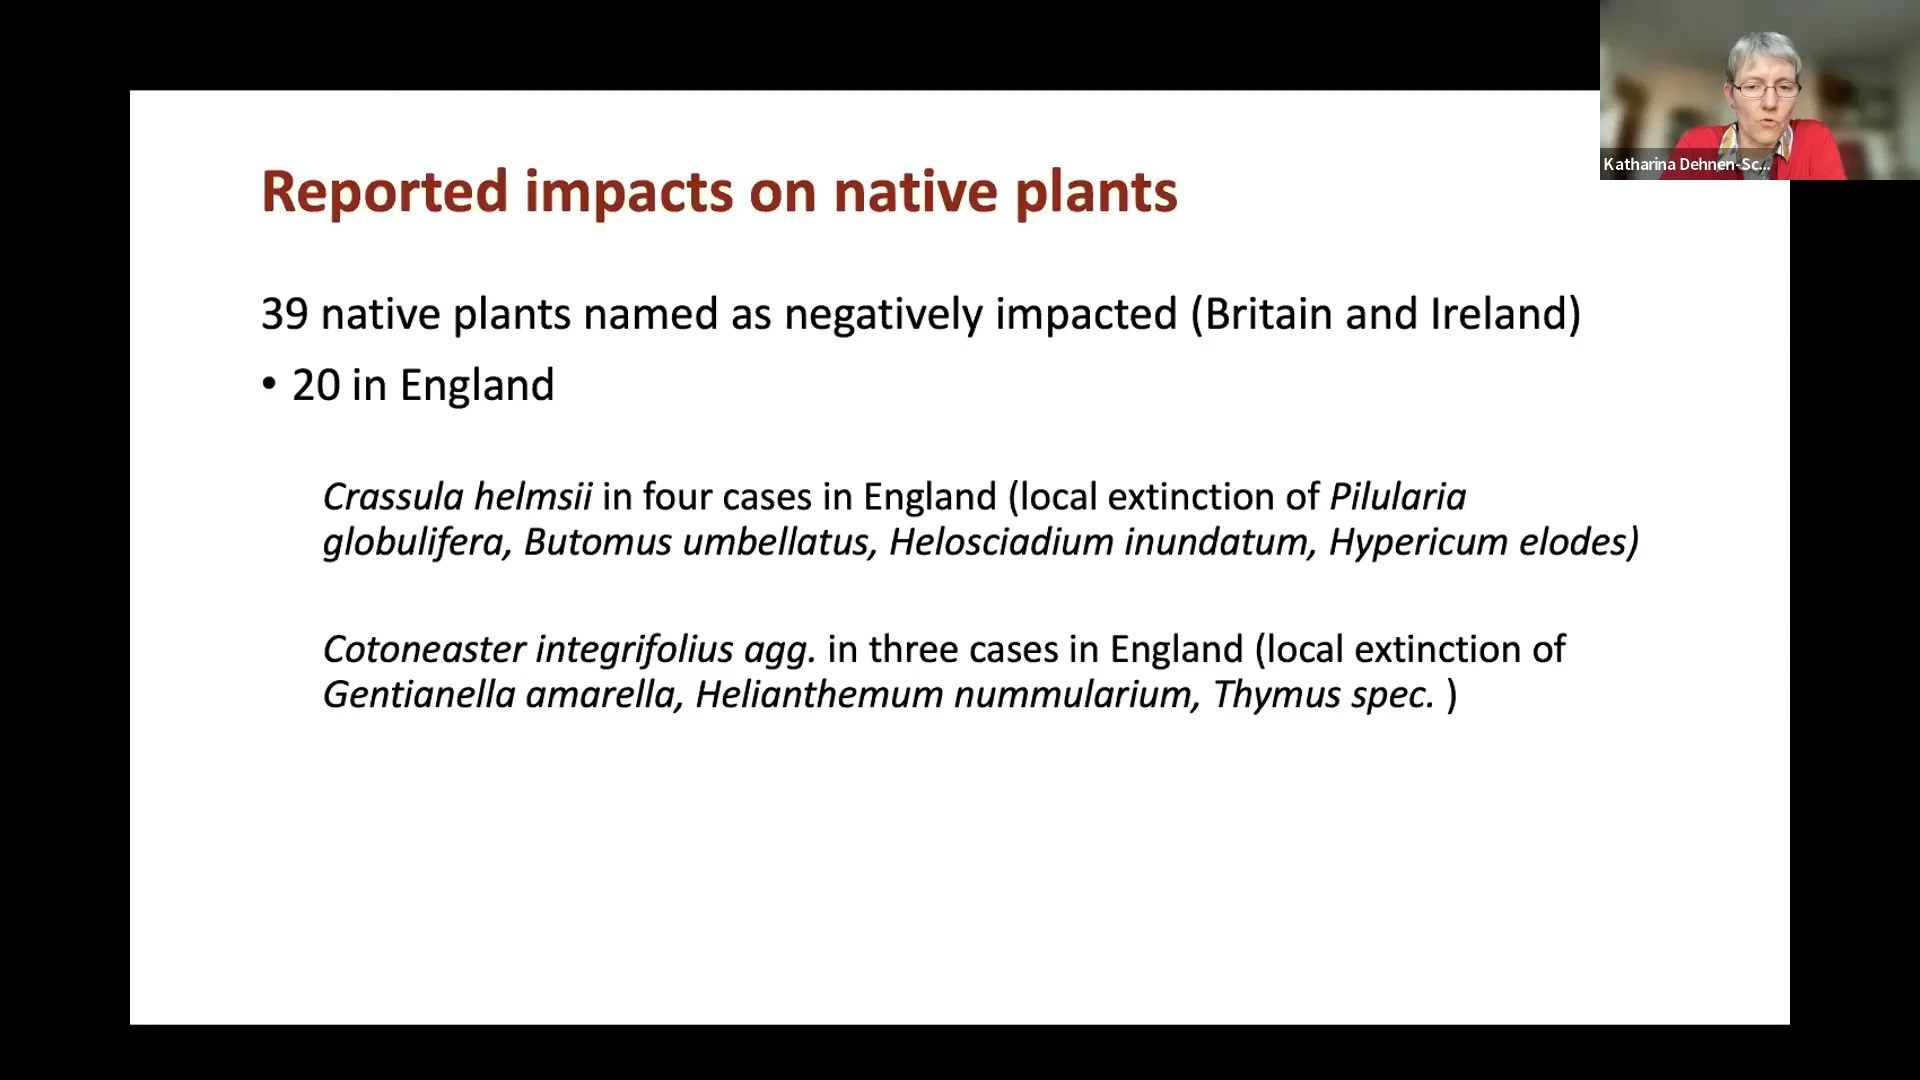 Katharina Dehnen-Sc...
Reported impacts on native plants
39 native plants named as negatively impacted (Britain and Ireland)
• 20 in England
Crassula helmsii in four cases in England (local extinction of Pilularia
globulifera, Butomus umbellatus, Helosciadium inundatum, Hypericum elodes)
Cotoneaster integrifolius agg. in three cases in England (local extinction of
Gentianella amarella, Helianthemum nummularium, Thymus spec. )